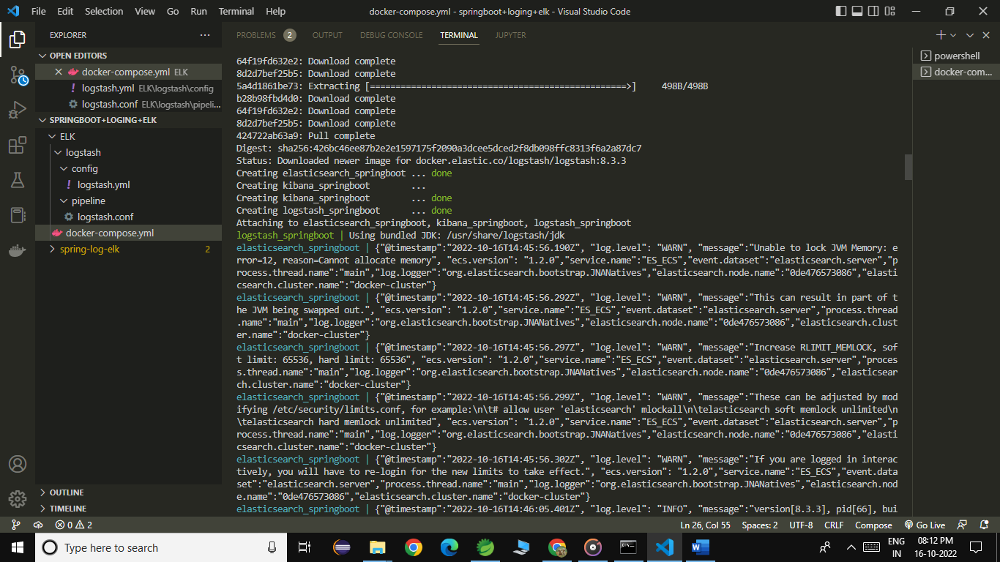 File Edit Selection View Go Run Terminal Help docker-compose.yml - springboot+loging+elk - Visual Studio Code
EXPLORER
OPEN EDITORS
docker-compose.yml ELK
logstash.yml ELK\logstash\config
logstash.conf ELK\logstash\pipeli...
SPRINGBOOT+LOGING+ELK
ELK
logstash
config
logstash.yml
pipeline
logstash.conf
docker-compose.yml
spring-log-elk 2
OUTLINE
TIMELINE
PROBLEMS 2 OUTPUT DEBUG CONSOLE TERMINAL JUPYTER
64f19fd632e2: Download complete
8d2d7bef25b5: Download complete
5a4d1861be73: Extracting [==================================================>] 498B/498B
b28b98fbd4d0: Download complete
64f19fd632e2: Download complete
8d2d7bef25b5: Download complete
424722ab63a9: Pull complete
Digest: sha256:426bc46ee87b2e2e1597175f2090a3dcee5dced2f8db098ffc8313f6a2a87dc7
Status: Downloaded newer image for docker.elastic.co/logstash/logstash:8.3.3
Creating elasticsearch_springboot ... done
Creating kibana_springboot ...
Creating kibana_springboot ... done
Creating logstash_springboot ... done
Attaching to elasticsearch_springboot, kibana_springboot, logstash_springboot
logstash_springboot | Using bundled JDK: /usr/share/logstash/jdk
elasticsearch_springboot | {"@timestamp":"2022-10-16T14:45:56.190Z", "log.level": "WARN", "message":"Unable to lock JVM Memory: e
rror=12, reason=Cannot allocate memory", "ecs.version": "1.2.0","service.name":"ES_ECS","event.dataset":"elasticsearch.server","p
rocess.thread.name":"main","log.logger":"org.elasticsearch.bootstrap.JNANatives","elasticsearch.node.name":"0de476573086","elasti
csearch.cluster.name":"docker-cluster"}
elasticsearch_springboot | {"@timestamp":"2022-10-16T14:45:56.292Z", "log.level": "WARN", "message":"This can result in part of t
he JVM being swapped out.", "ecs.version": "1.2.0","service.name":"ES_ECS","event.dataset":"elasticsearch.server","process.thread
.name":"main","log.logger":"org.elasticsearch.bootstrap.JNANatives","elasticsearch.node.name":"0de476573086","elasticsearch.clust
er.name":"docker-cluster"}
elasticsearch_springboot | {"@timestamp":"2022-10-16T14:45:56.297Z", "log.level": "WARN", "message":"Increase RLIMIT_MEMLOCK, sof
t limit: 65536, hard limit: 65536", "ecs.version": "1.2.0","service.name":"ES_ECS","event.dataset":"elasticsearch.server","proces
s.thread.name":"main","log.logger":"org.elasticsearch.bootstrap.JNANatives","elasticsearch.node.name":"0de476573086","elasticsear
ch.cluster.name":"docker-cluster"}
elasticsearch_springboot | {"@timestamp":"2022-10-16T14:45:56.299Z", "log.level": "WARN", "message":"These can be adjusted by mod
ifying /etc/security/limits.conf, for example:\n\t# allow user 'elasticsearch' mlockall\n\telasticsearch soft memlock unlimited\n
\telasticsearch hard memlock unlimited", "ecs.version": "1.2.0","service.name":"ES_ECS","event.dataset":"elasticsearch.server","p
rocess.thread.name":"main","log.logger":"org.elasticsearch.bootstrap.JNANatives","elasticsearch.node.name":"0de476573086","elasti
csearch.cluster.name":"docker-cluster"}
elasticsearch_springboot | {"@timestamp":"2022-10-16T14:45:56.302Z", "log.level": "WARN", "message":"If you are logged in interac
tively, you will have to re-login for the new limits to take effect.", "ecs.version": "1.2.0","service.name":"ES_ECS","event.data
set":"elasticsearch.server","process.thread.name":"main","log.logger":"org.elasticsearch.bootstrap.JNANatives","elasticsearch.nod
e.name":"0de476573086","elasticsearch.cluster.name":"docker-cluster"}
elasticsearch_springboot | {"@timestamp":"2022-10-16T14:46:05.401Z", "log.level": "INFO", "message":"version[8.3.3], pid[66], bui
powershell
docker-com...
0 2 Ln 26, Col 55 Spaces: 2 UTF-8 CRLF Compose Go Live
Type here to search
ENG 08:12 PM
IN 16-10-2022